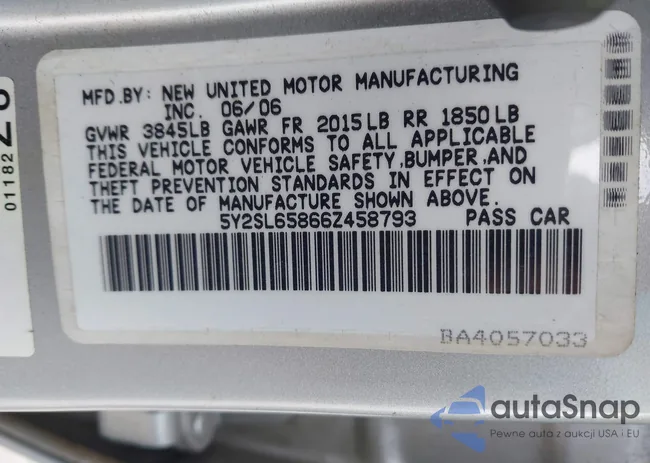 MFD.BY: NEW UNITED MOTOR MANUFACTURING
INC. 06/06
GVWR 3845LB GAWR FR 2015LB RR 1850LB
THIS VEHICLE CONFORMS TO ALL APPLICABLE
FEDERAL MOTOR VEHICLE SAFETY,BUMPER,AND
THEFT PREVENTION STANDARDS IN EFFECT ON
THE DATE OF MANUFACTURE SHOWN ABOVE.
5Y2SL65866Z458793 PASS CAR
BA4057033
01182
autaSnap
Pewne auta z aukcji USA i EU